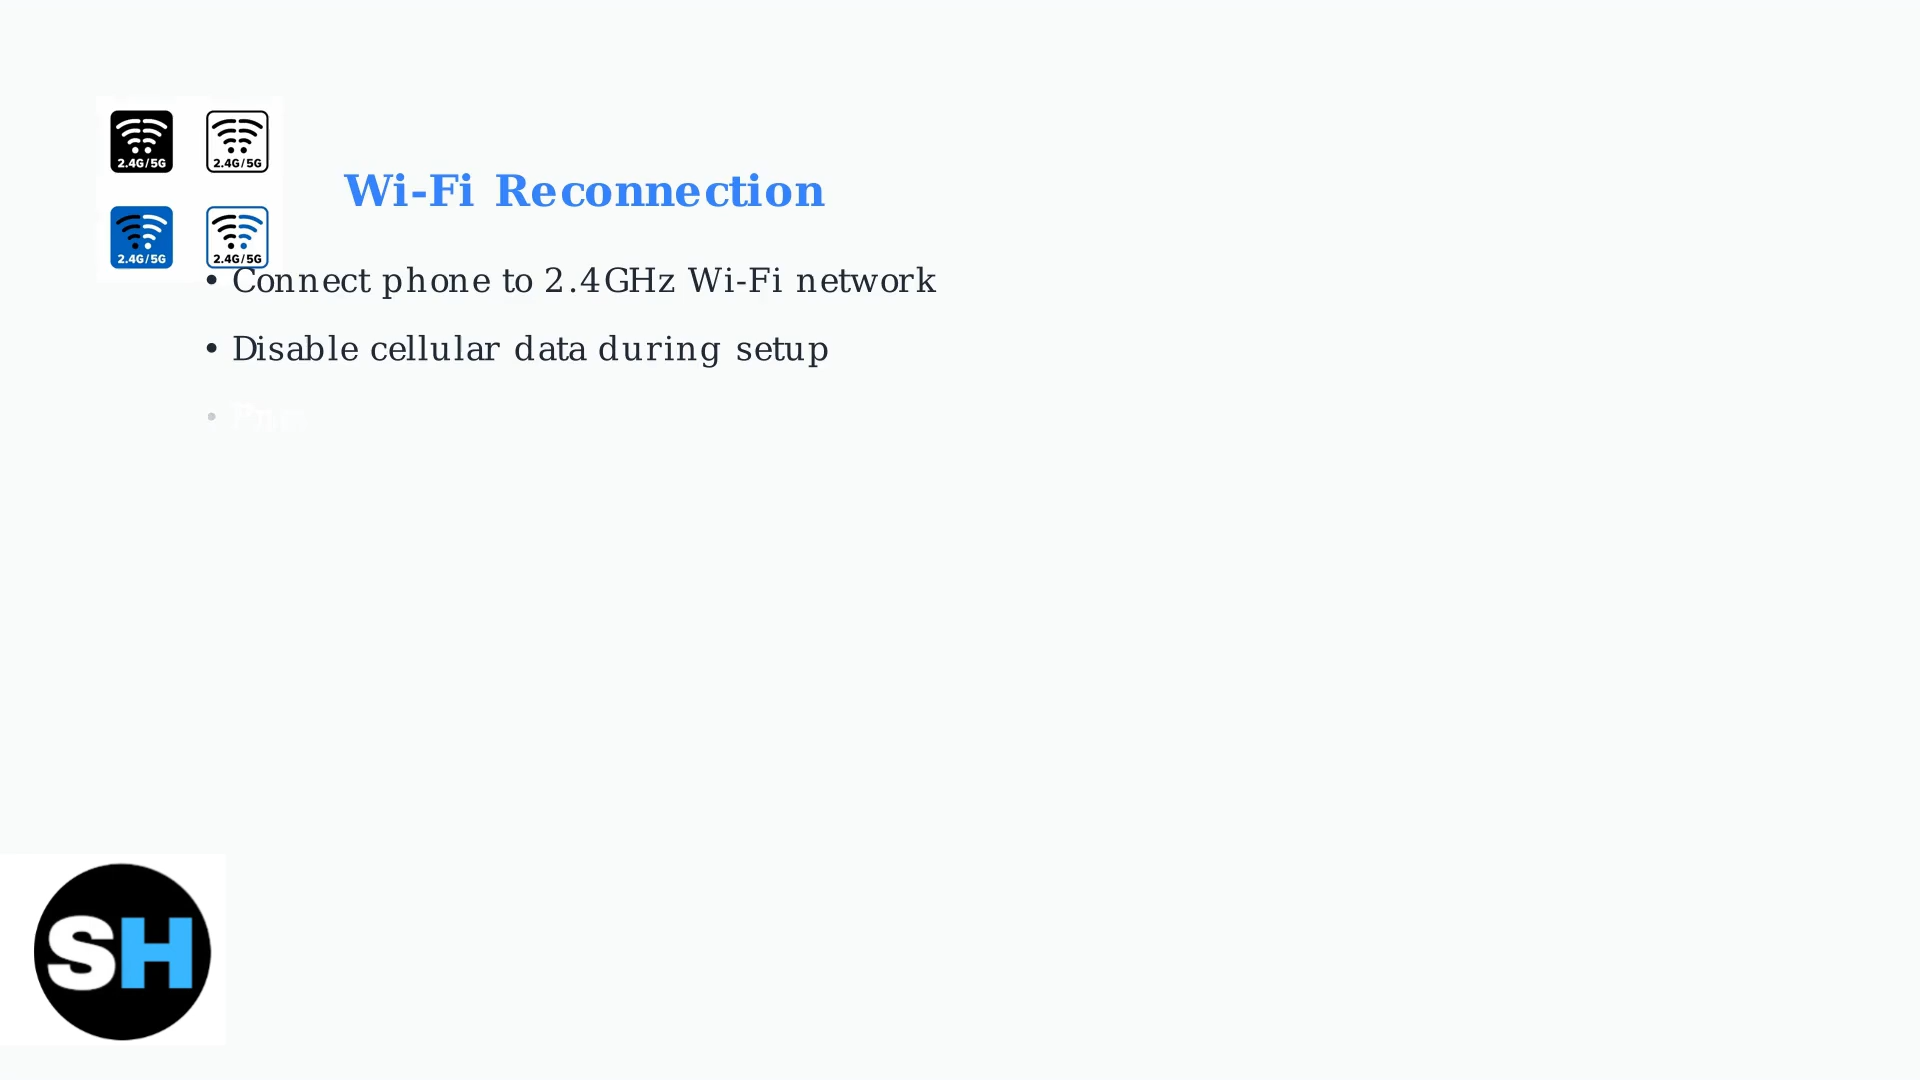 2.4G/5G 2.4G/5G
Wi-Fi Reconnection
2.4G/5G 2.4G/5G
• Connect phone to 2.4GHz Wi-Fi network
• Disable cellular data during setup
•
SH